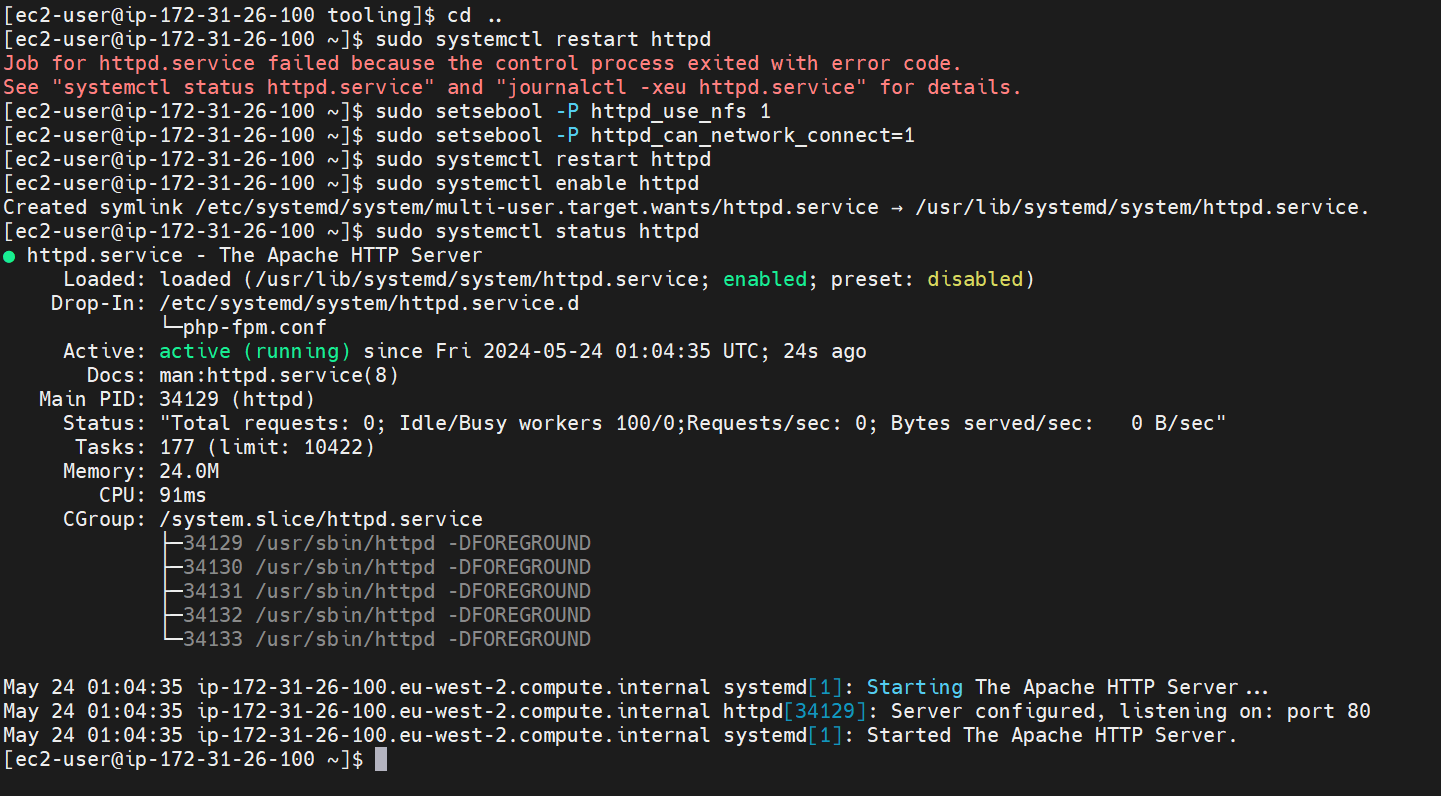 [ec2-user@ip-172-31-26-100 tooling]$ cd ..
[ec2-user@ip-172-31-26-100 ~]$ sudo systemctl restart httpd
Job for httpd.service failed because the control process exited with error code.
See "systemctl status httpd.service" and "journalctl -xeu httpd.service" for details.
[ec2-user@ip-172-31-26-100 ~]$ sudo setsebool -P httpd_use_nfs 1
[ec2-user@ip-172-31-26-100 ~]$ sudo setsebool -P httpd_can_network_connect=1
[ec2-user@ip-172-31-26-100 ~]$ sudo systemctl restart httpd
[ec2-user@ip-172-31-26-100 ~]$ sudo systemctl enable httpd
Created symlink /etc/systemd/system/multi-user.target.wants/httpd.service → /usr/lib/systemd/system/httpd.service.
[ec2-user@ip-172-31-26-100 ~]$ sudo systemctl status httpd
● httpd.service - The Apache HTTP Server
     Loaded: loaded (/usr/lib/systemd/system/httpd.service; enabled; preset: disabled)
    Drop-In: /etc/systemd/system/httpd.service.d
             └─php-fpm.conf
     Active: active (running) since Fri 2024-05-24 01:04:35 UTC; 24s ago
       Docs: man:httpd.service(8)
   Main PID: 34129 (httpd)
     Status: "Total requests: 0; Idle/Busy workers 100/0;Requests/sec: 0; Bytes served/sec:   0 B/sec"
      Tasks: 177 (limit: 10422)
     Memory: 24.0M
        CPU: 91ms
     CGroup: /system.slice/httpd.service
             ├─34129 /usr/sbin/httpd -DFOREGROUND
             ├─34130 /usr/sbin/httpd -DFOREGROUND
             ├─34131 /usr/sbin/httpd -DFOREGROUND
             ├─34132 /usr/sbin/httpd -DFOREGROUND
             └─34133 /usr/sbin/httpd -DFOREGROUND
May 24 01:04:35 ip-172-31-26-100.eu-west-2.compute.internal systemd[1]: Starting The Apache HTTP Server...
May 24 01:04:35 ip-172-31-26-100.eu-west-2.compute.internal httpd[34129]: Server configured, listening on: port 80
May 24 01:04:35 ip-172-31-26-100.eu-west-2.compute.internal systemd[1]: Started The Apache HTTP Server.
[ec2-user@ip-172-31-26-100 ~]$